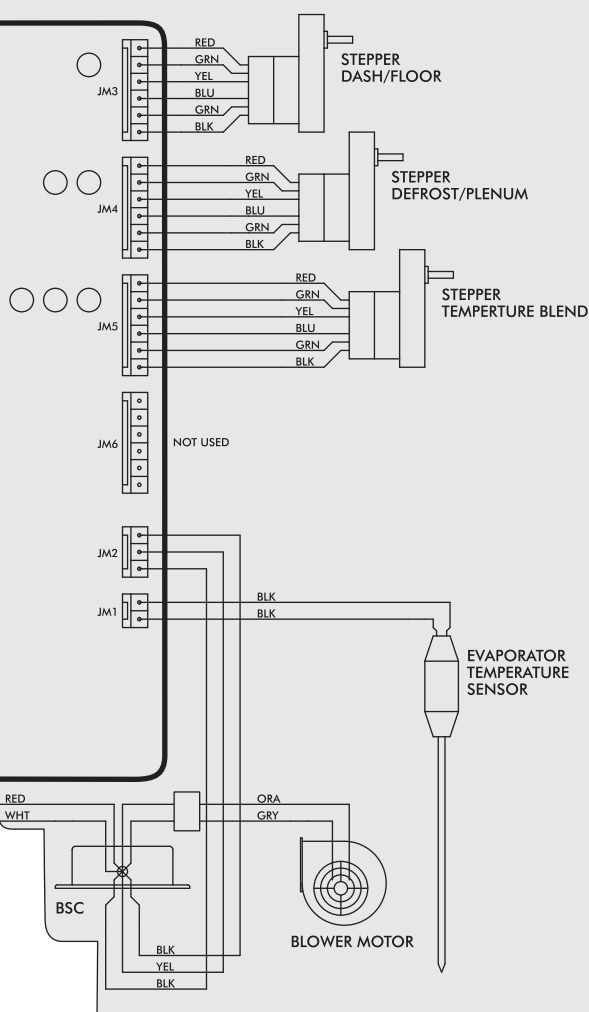 RED
GRN
YEL
JM3
BLU
GRN
BLK
STEPPER
DASH/FLOOR
RED
GRN
YEL
JM4
BLU
GRN
BLK
STEPPER
DEFROST/PLENUM
RED
GRN
YEL
JM5
BLU
GRN
BLK
STEPPER
TEMPERTURE BLEND
JM6
NOT USED
JM2
JM1
BLK
BLK
EVAPORATOR
TEMPERATURE
SENSOR
RED
WHT
ORA
GRY
BSC
BLOWER MOTOR
BLK
YEL
BLK